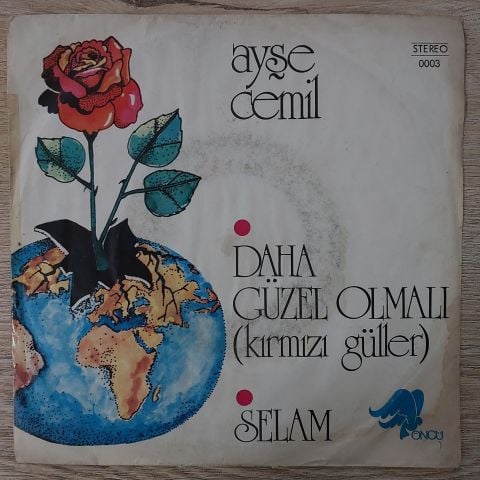 ayşe
cemil
STEREO
0003
DAHA
GÜZEL OLMALI
(kırmızı güller)
SELAM
ÖNCÜ